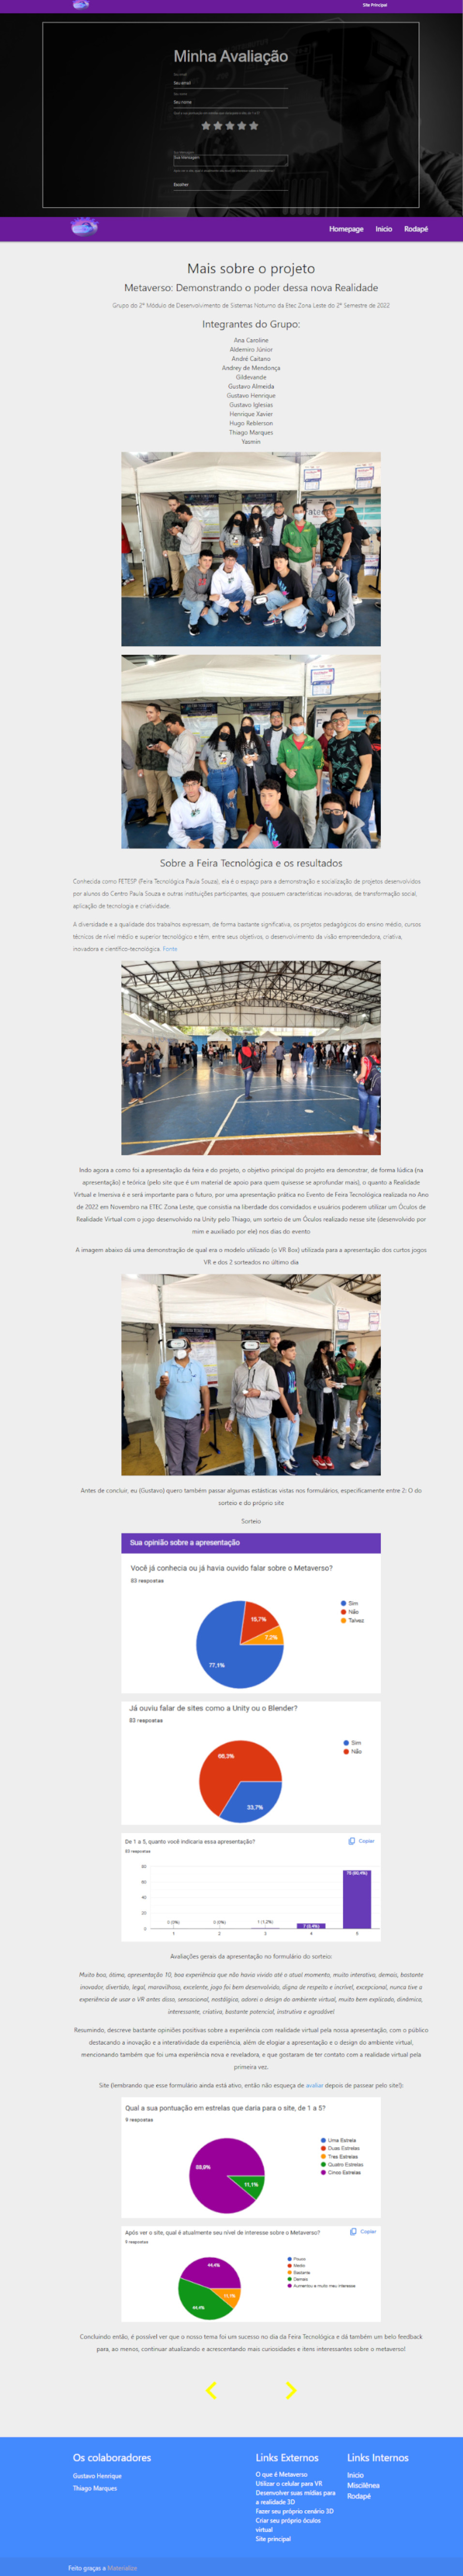 Site Principal
Minha Avaliação
Seu email
Seu nome
Sua mensagem
Escolher
Homepage Inicio Rodapé
Mais sobre o projeto
Metaverso: Demonstrando o poder dessa nova Realidade
Grupo do 2º Módulo de Desenvolvimento de Sistemas Noturno da Etec Zona Leste do 2º Semestre de 2022
Integrantes do Grupo:
Ana Caroline
Aldemiro Júnior
André Caitano
Andrey de Mendonça
Gildevande
Gustavo Almeida
Gustavo Henrique
Gustavo Iglesias
Henrique Xavier
Hugo Keblerson
Thiago Marques
Yasmin
Sobre a Feira Tecnológica e os resultados
Conhecida como FETESP (Feira Tecnológica Paula Souza), ela é o espaço para a demonstração e socialização de projetos desenvolvidos
por alunos do Centro Paula Souza e outras instituições participantes, que possuem características inovadoras, de transformação social,
aplicação de tecnologia e criatividade.
A diversidade e a qualidade dos trabalhos expressam, de forma bastante significativa, os projetos pedagógicos do ensino médio, cursos
técnicos de nível médio e superior tecnológico e têm, entre seus objetivos, o desenvolvimento da visão empreendedora, criativa,
inovadora e científico-tecnológica. Fonte
Indo agora a como foi a apresentação da feira e do projeto, o objetivo principal do projeto era demonstrar, de forma lúdica (na
apresentação) e teórica (pelo site que é um material de apoio para quem quisesse se aprofundar mais), o quanto a Realidade
Virtual e Imersiva é e será importante para o futuro, por uma apresentação prática no Evento de Feira Tecnológica realizada no Ano
de 2022 em Novembro na ETEC Zona Leste, que consistia na liberdade dos convidados e usuários poderem utilizar um Óculos de
Realidade Virtual com o jogo desenvolvido na Unity pelo Thiago, um sorteio de um Óculos realizado nesse site (desenvolvido por
mim e auxiliado por ele) nos dias do evento
A imagem abaixo dá uma demonstração de qual era o modelo utilizado (o VR Box) utilizada para a apresentação dos curtos jogos
VR e dos 2 sorteados no último dia
Antes de concluir, eu (Gustavo) quero também passar algumas estásticas vistas nos formulários, especificamente entre 2: O do
sorteio e do próprio site
Sorteio
Sua opinião sobre a apresentação
Você já conhecia ou já havia ouvido falar sobre o Metaverso?
83 respostas
Sim
Não
Talvez
15,7%
7,2%
77,1%
Já ouviu falar de sites como a Unity ou o Blender?
83 respostas
Sim
Não
66,3%
33,7%
De 1 a 5, quanto você indicaria essa apresentação?
Copiar
83 respostas
80
60
40
20
0
0 (0%) 0 (0%) 1 (1,2%) 7 (8,4%) 75 (90,4%)
1 2 3 4 5
Avaliações gerais da apresentação no formulário do sorteio:
Muito boa, ótima, apresentação 10, boa experiência que não havia vivido até o atual momento, muito interativo, demais, bastante
inovador, divertido, legal, maravilhoso, excelente, jogo foi bem desenvolvido, digna de respeito e incrível, excepcional, nunca tive a
experiência de usar o VR antes disso, sensacional, nostálgico, adorei o design do ambiente virtual, muito bem explicado, dinâmica,
interessante, criativo, bastante potencial, instrutivo e agradável
Resumindo, descreve bastante opiniões positivas sobre a experiência com realidade virtual pela nossa apresentação, com o público
destacando a inovação e a interatividade da experiência, além de elogiar a apresentação e o design do ambiente virtual,
mencionando também que foi uma experiência nova e reveladora, e que gostaram de ter contato com a realidade virtual pela
primeira vez.
Site (lembrando que esse formulário ainda está ativo, então não esqueça de avaliar depois de passear pelo site!):
Qual a sua pontuação em estrelas que daria para o site, de 1 a 5?
9 respostas
Uma Estrela
Duas Estrelas
Três Estrelas
Quatro Estrelas
Cinco Estrelas
88,9%
11,1%
Após ver o site, qual é atualmente seu nível de interesse sobre o Metaverso?
Copiar
9 respostas
Pouco
Médio
Bastante
Demais
Aumentou e muito meu interesse
44,4%
11,1%
44,4%
Concluindo então, é possível ver que o nosso tema foi um sucesso no dia da Feira Tecnológica e dá também um belo feedback
para, ao menos, continuar atualizando e acrescentando mais curiosidades e itens interessantes sobre o metaverso!
Os colaboradores
Gustavo Henrique
Thiago Marques
Links Externos
O que é Metaverso
Utilizar o celular para VR
Desenvolver suas mídias para
a realidade 3D
Fazer seu próprio cenário 3D
Criar seu próprio óculos
virtual
Site principal
Links Internos
Inicio
Miscilênea
Rodapé
Feito graças a Materialize